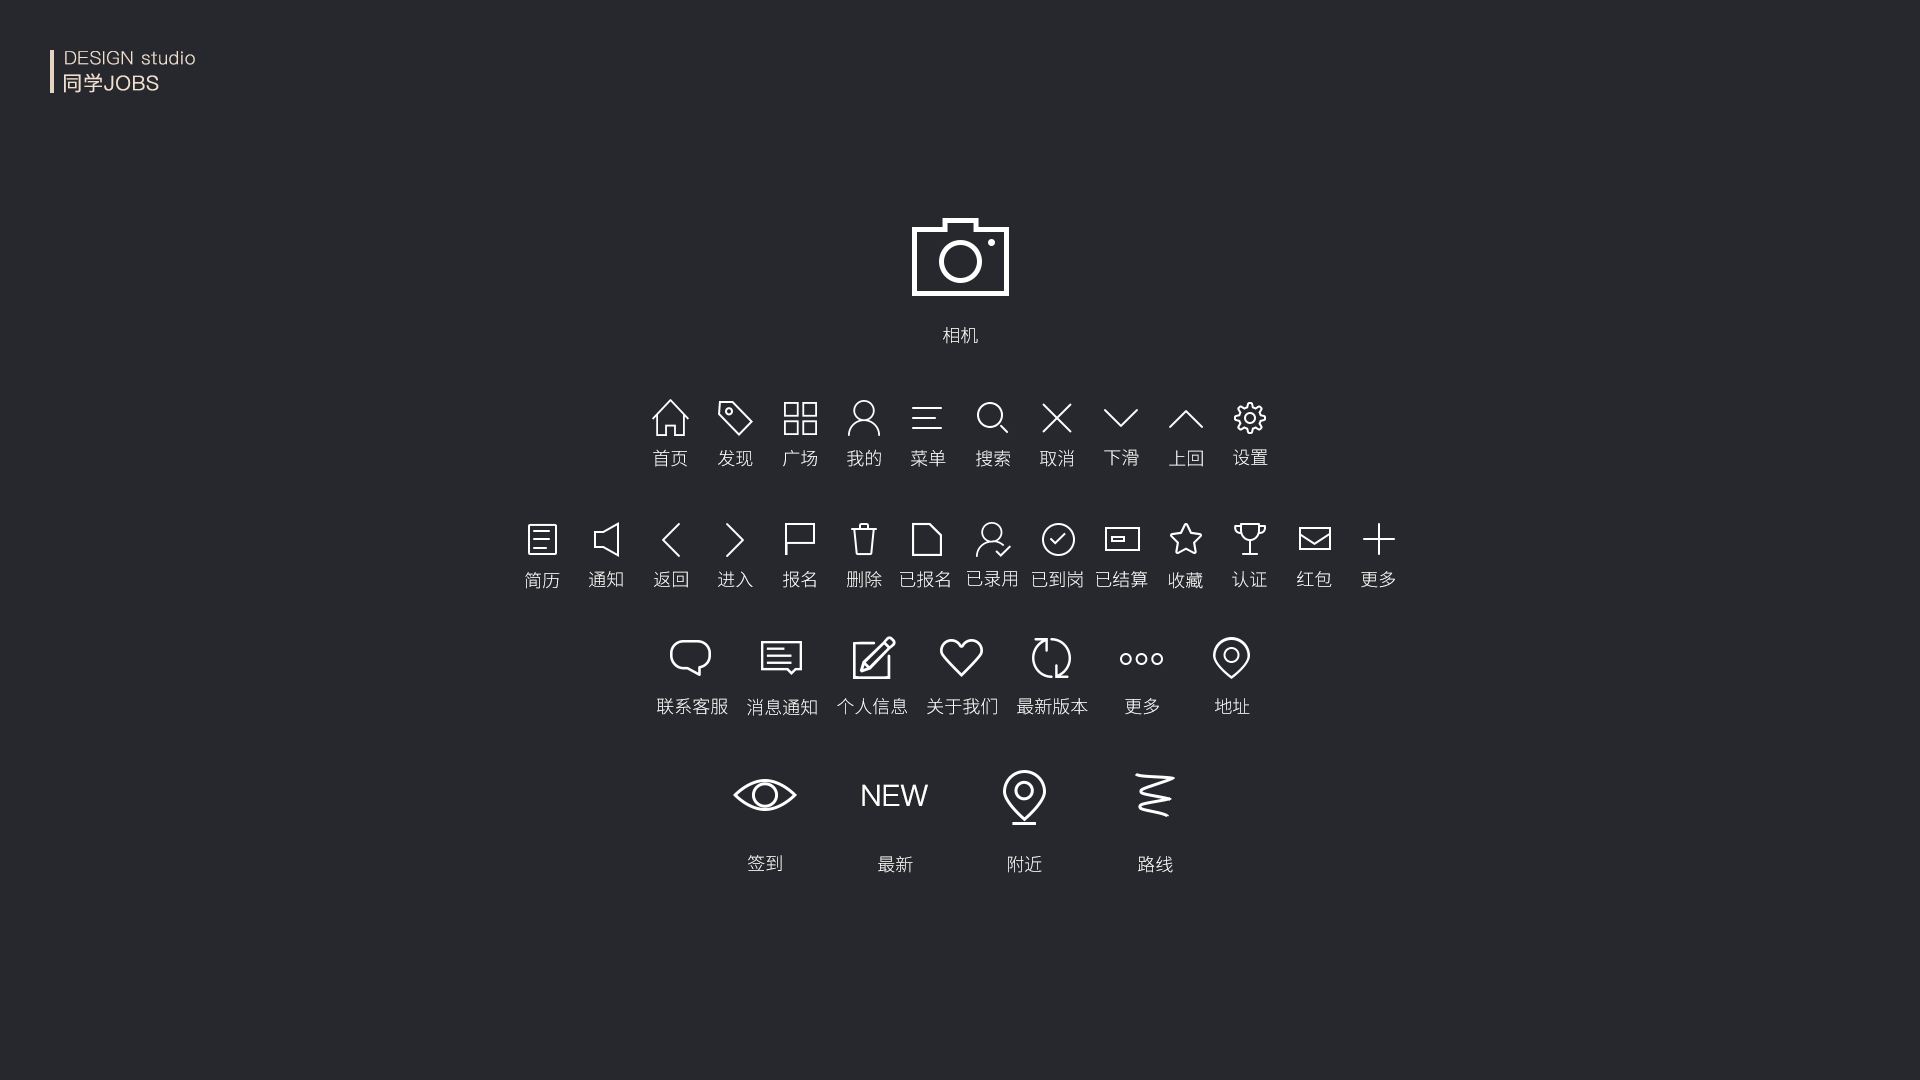 DESIGN studio
同学JOBS
相机
首页 发现 广场 我的 菜单 搜索 取消 下滑 上回 设置
简历 通知 返回 进入 报名 删除 已报名 已录用 已到岗 已结算 收藏 认证 红包 更多
联系客服 消息通知 个人信息 关于我们 最新版本 更多 地址
NEW
签到 最新 附近 路线